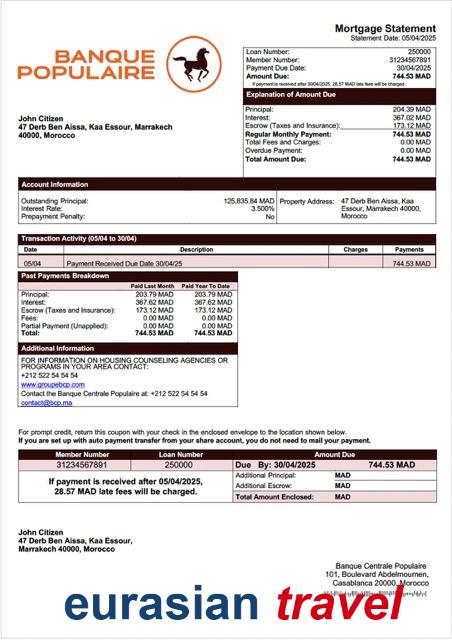 Mortgage Statement
Statement Date: 05/04/2025
BANQUE
POPULAIRE
Loan Number: 250000
Member Number: 31234567891
Payment Due Date: 30/04/2025
Amount Due: 744.53 MAD
If payment is received after 30/04/2025, 28.57 MAD late fees will be charged.
Explanation of Amount Due
Principal: 204.39 MAD
Interest: 367.02 MAD
Escrow (Taxes and Insurance): 173.12 MAD
Regular Monthly Payment: 744.53 MAD
Total Fees and Charges: 0.00 MAD
Overdue Payment: 0.00 MAD
Total Amount Due: 744.53 MAD
John Citizen
47 Derb Ben Aissa, Kaa Essour, Marrakech
40000, Morocco
Account Information
Outstanding Principal: 125,835.84 MAD
Interest Rate: 3.500%
Prepayment Penalty: No
Property Address: 47 Derb Ben Aissa, Kaa
Essour, Marrakech 40000,
Morocco
Transaction Activity (05/04 to 30/04)
Date Description Charges Payments
05/04 Payment Received Due Date 30/04/25 744.53 MAD
Past Payments Breakdown
Paid Last Month Paid Year To Date
Principal: 203.79 MAD 203.79 MAD
Interest: 367.62 MAD 367.62 MAD
Escrow (Taxes and Insurance): 173.12 MAD 173.12 MAD
Fees: 0.00 MAD 0.00 MAD
Partial Payment (Unapplied): 0.00 MAD 0.00 MAD
Total: 744.53 MAD 744.53 MAD
Additional Information
FOR INFORMATION ON HOUSING COUNSELING AGENCIES OR
PROGRAMS IN YOUR AREA CONTACT:
+212 522 54 54 54
www.groupebcp.com
Contact the Banque Centrale Populaire at: +212 522 54 54 54
contact@bcp.ma
For prompt credit, return this coupon with your check in the enclosed envelope to the location shown below.
If you are set up with auto payment transfer from your share account, you do not need to mail your payment.
Member Number Loan Number Amount Due
31234567891 250000 Due By: 30/04/2025 744.53 MAD
If payment is received after 05/04/2025,
28.57 MAD late fees will be charged.
Additional Principal: MAD
Additional Escrow: MAD
Total Amount Enclosed: MAD
John Citizen
47 Derb Ben Aissa, Kaa Essour,
Marrakech 40000, Morocco
Banque Centrale Populaire
101, Boulevard Abdelmoumen,
Casablanca 20000, Morocco
eurasian travel